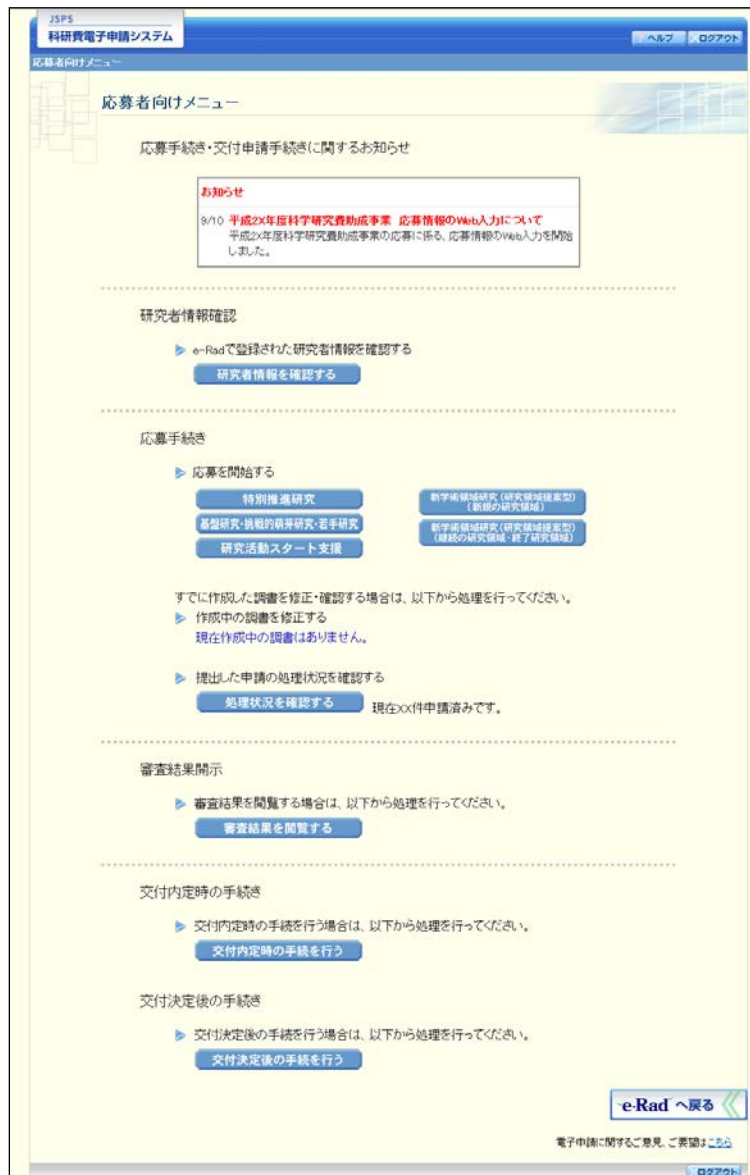 JSPS
科研費電子申請システム
ヘルプ ログアウト
応募者向けメニュー
応募者向けメニュー
応募手続き・交付申請手続きに関するお知らせ
お知らせ
9/10 平成2X年度科学研究費助成事業 応募情報のWeb入力について
平成2X年度科学研究費助成事業の応募に係る、応募情報のWeb入力を開始
しました。
研究者情報確認
e-Radで登録された研究者情報を確認する
研究者情報を確認する
応募手続き
応募を開始する
特別推進研究
新学術領域研究(研究領域提案型)
(新規の研究領域)
基盤研究・挑戦的萌芽研究・若手研究
新学術領域研究(研究領域提案型)
(継続の研究領域・終了研究領域)
研究活動スタート支援
すでに作成した調書を修正・確認する場合は、以下から処理を行ってください。
作成中の調書を修正する
現在作成中の調書はありません。
提出した申請の処理状況を確認する
処理状況を確認する 現在XX件申請済みです。
審査結果開示
審査結果を閲覧する場合は、以下から処理を行ってください。
審査結果を閲覧する
交付内定時の手続き
交付内定時の手続を行う場合は、以下から処理を行ってください。
交付内定時の手続を行う
交付決定後の手続き
交付決定後の手続を行う場合は、以下から処理を行ってください。
交付決定後の手続を行う
e-Rad へ戻る
電子申請に関するご意見、ご要望はこちら
ログアウト